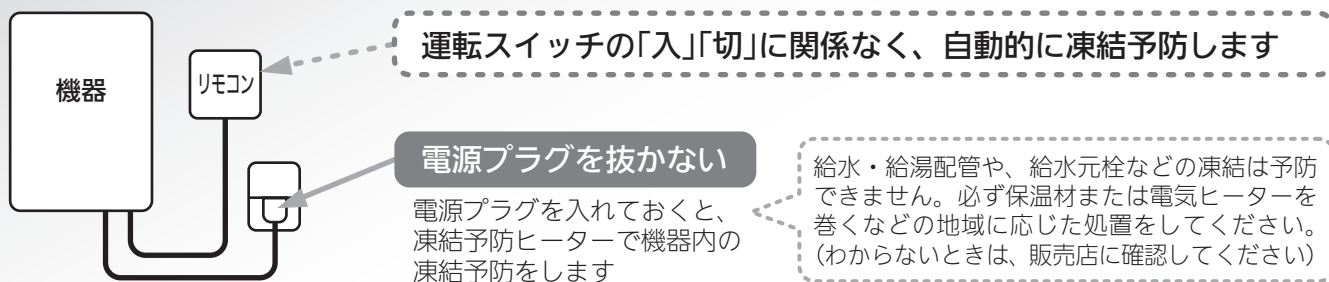 運転スイッチの「入」「切」に関係なく、自動的に凍結予防します
機器
リモコン
電源プラグを抜かない
電源プラグを入れておくと、
凍結予防ヒーターで機器内の
凍結予防をします
給水・給湯配管や、給水元栓などの凍結は予防
できません。必ず保温材または電気ヒーターを
巻くなどの地域に応じた処置をしてください。
（わからないときは、販売店に確認してください）